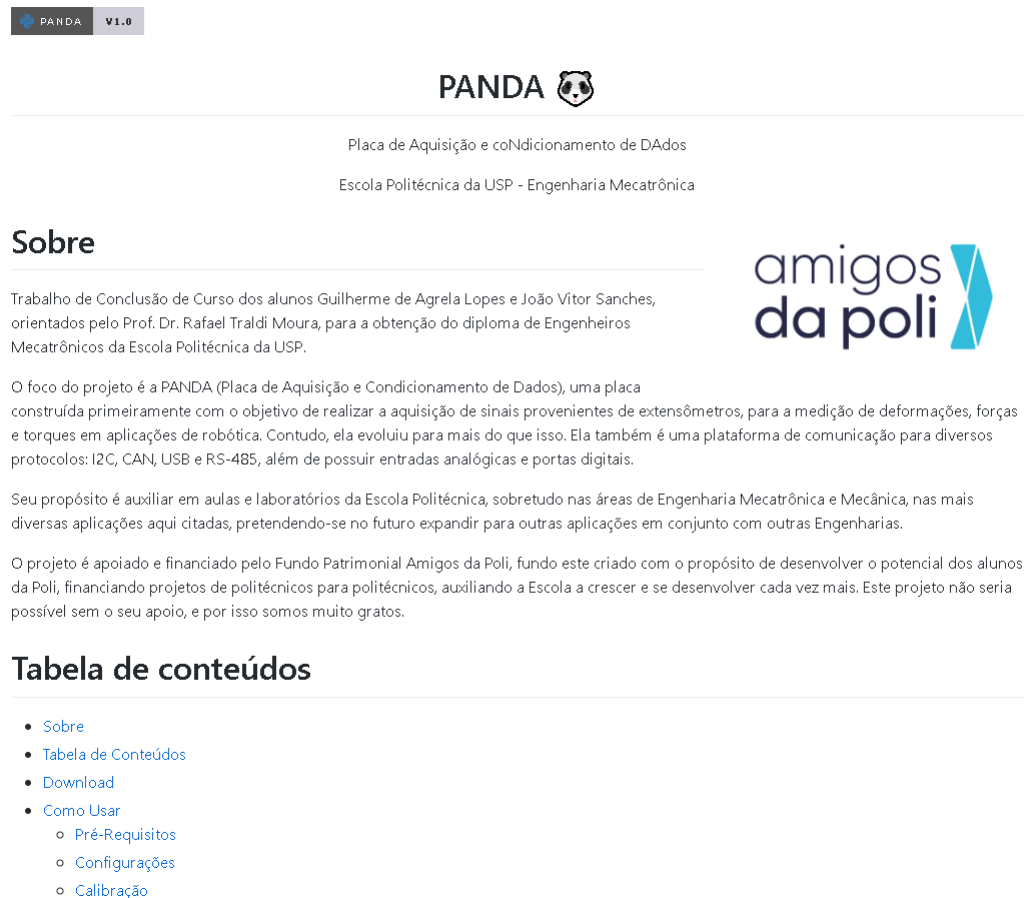 PANDA V1.0
PANDA
Placa de Aquisição e coNdicionamento de DAdos
Escola Politécnica da USP - Engenharia Mecatrônica
Sobre
amigos
da poli
Trabalho de Conclusão de Curso dos alunos Guilherme de Agrela Lopes e João Vitor Sanches,
orientados pelo Prof. Dr. Rafael Traldi Moura, para a obtenção do diploma de Engenheiros
Mecatrônicos da Escola Politécnica da USP.
O foco do projeto é a PANDA (Placa de Aquisição e Condicionamento de Dados), uma placa
construída primeiramente com o objetivo de realizar a aquisição de sinais provenientes de extensômetros, para a medição de deformações, forças
e torques em aplicações de robótica. Contudo, ela evoluiu para mais do que isso. Ela também é uma plataforma de comunicação para diversos
protocolos: I2C, CAN, USB e RS-485, além de possuir entradas analógicas e portas digitais.
Seu propósito é auxiliar em aulas e laboratórios da Escola Politécnica, sobretudo nas áreas de Engenharia Mecatrônica e Mecânica, nas mais
diversas aplicações aqui citadas, pretendendo-se no futuro expandir para outras aplicações em conjunto com outras Engenharias.
O projeto é apoiado e financiado pelo Fundo Patrimonial Amigos da Poli, fundo este criado com o propósito de desenvolver o potencial dos alunos
da Poli, financiando projetos de politécnicos para politécnicos, auxiliando a Escola a crescer e se desenvolver cada vez mais. Este projeto não seria
possível sem o seu apoio, e por isso somos muito gratos.
Tabela de conteúdos
Sobre
Tabela de Conteúdos
Download
Como Usar
Pré-Requisitos
Configurações
Calibração